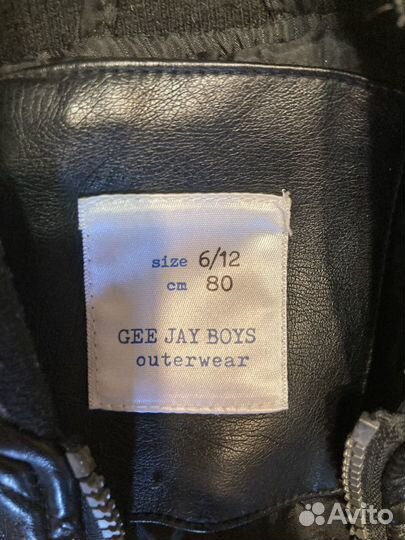 size 6/12
cm 80
GEE JAY BOYS
outerwear
Avito